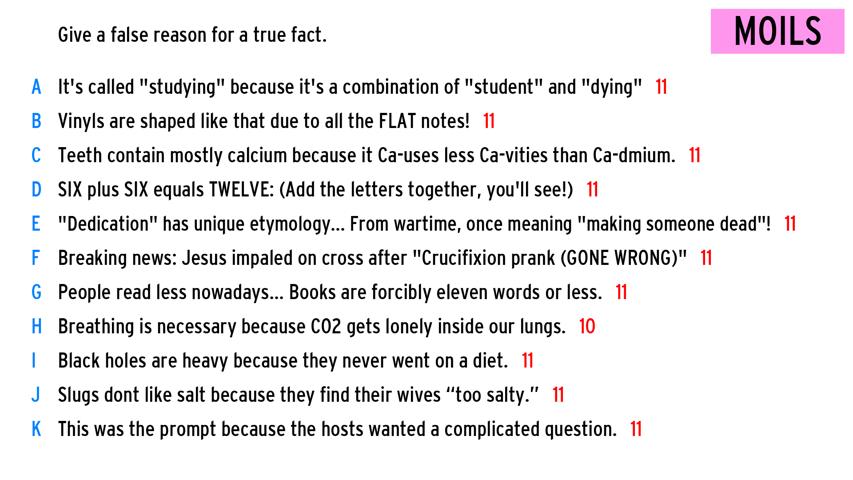 Give a false reason for a true fact.
MOILS
A It's called "studying" because it's a combination of "student" and "dying" 11
B Vinyls are shaped like that due to all the FLAT notes! 11
C Teeth contain mostly calcium because it Ca-uses less Ca-vities than Ca-dmium. 11
D SIX plus SIX equals TWELVE: (Add the letters together, you'll see!) 11
E "Dedication" has unique etymology... From wartime, once meaning "making someone dead"! 11
F Breaking news: Jesus impaled on cross after "Crucifixion prank (GONE WRONG)" 11
G People read less nowadays... Books are forcibly eleven words or less. 11
H Breathing is necessary because CO2 gets lonely inside our lungs. 10
I Black holes are heavy because they never went on a diet. 11
J Slugs dont like salt because they find their wives “too salty.” 11
K This was the prompt because the hosts wanted a complicated question. 11